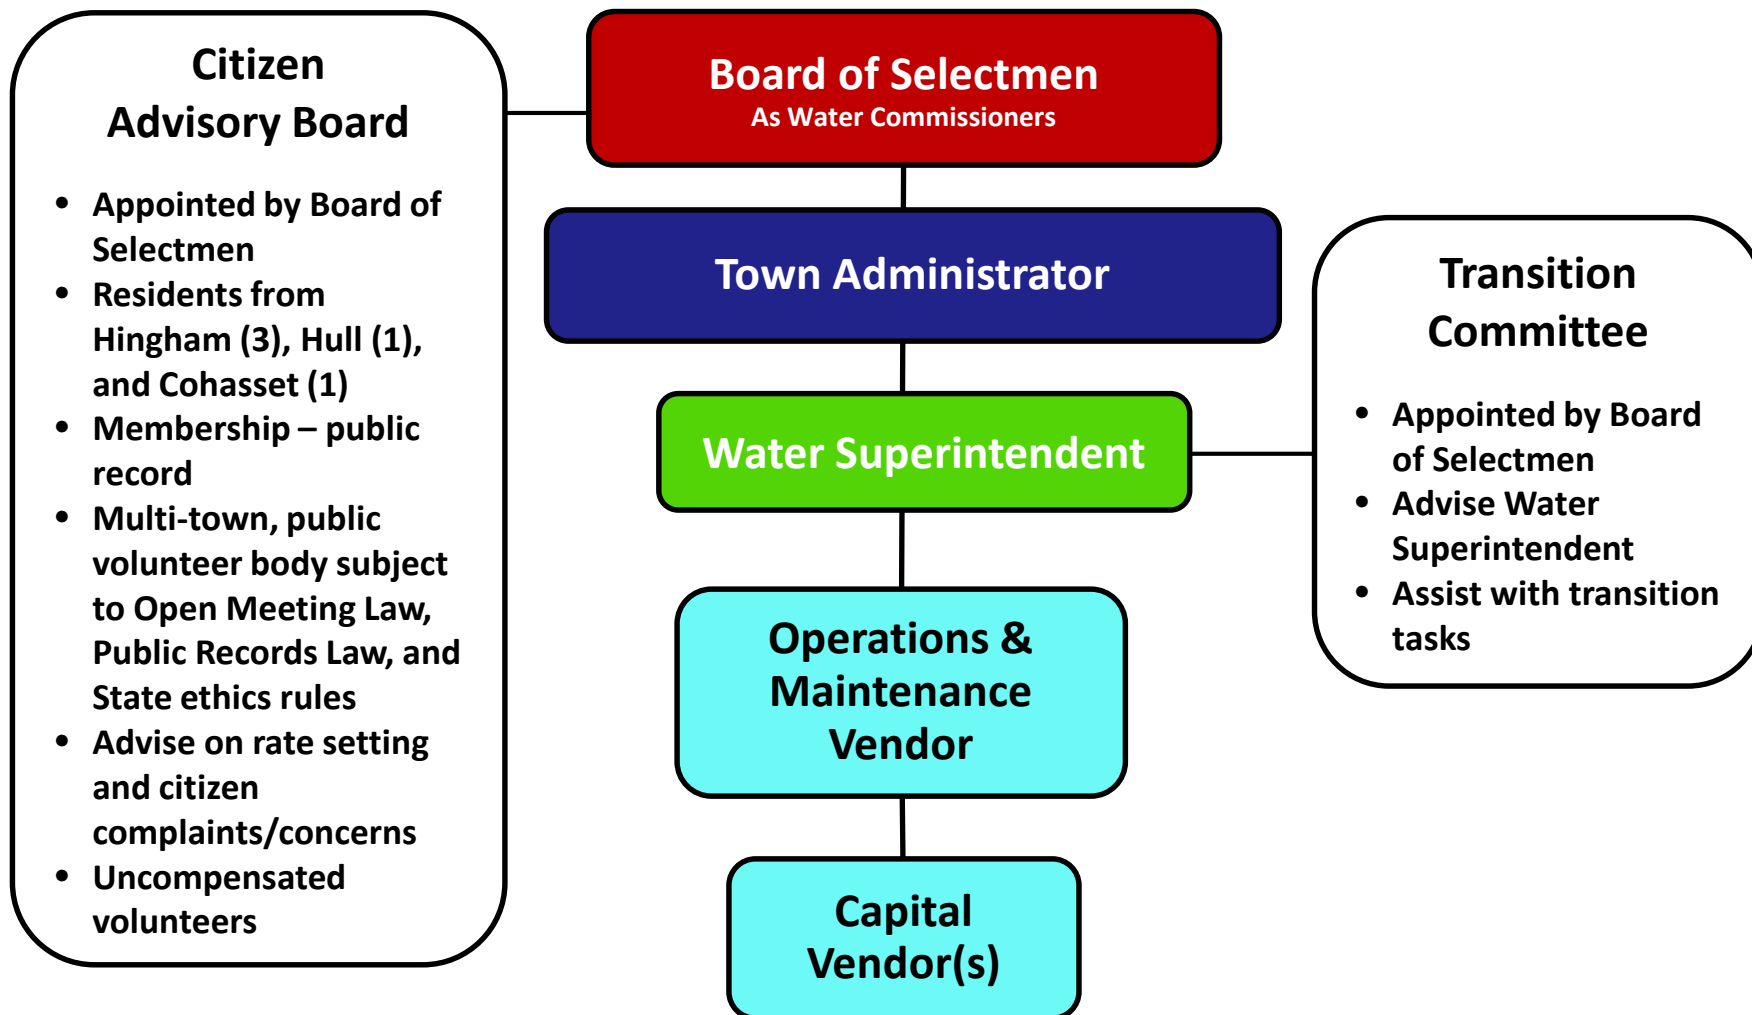 Citizen
Advisory Board
• Appointed by Board of
Selectmen
• Residents from
Hingham (3), Hull (1),
and Cohasset (1)
• Membership – public
record
• Multi-town, public
volunteer body subject
to Open Meeting Law,
Public Records Law, and
State ethics rules
• Advise on rate setting
and citizen
complaints/concerns
• Uncompensated
volunteers
Board of Selectmen
As Water Commissioners
Town Administrator
Water Superintendent
Operations &
Maintenance
Vendor
Capital
Vendor(s)
Transition
Committee
• Appointed by Board
of Selectmen
• Advise Water
Superintendent
• Assist with transition
tasks